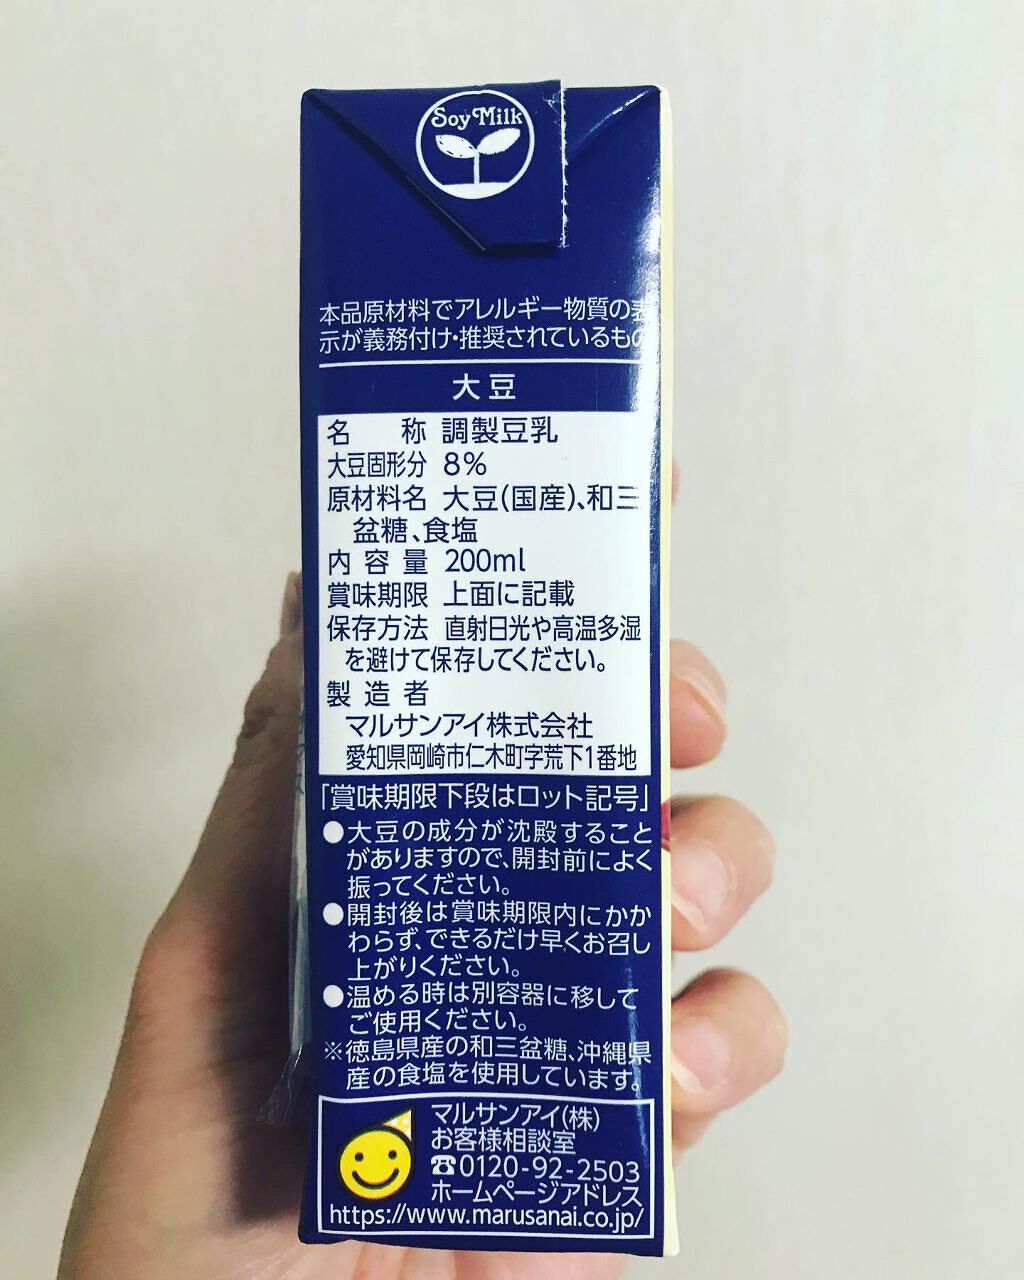 Soy Milk
本品原材料でアレルギー物質の表
示が義務付け・推奨されているもの
大豆
名　称 調製豆乳
大豆固形分 8%
原材料名 大豆(国産)、和三
盆糖、食塩
内容量 200ml
賞味期限 上面に記載
保存方法 直射日光や高温多湿
を避けて保存してください。
製造者
マルサンアイ株式会社
愛知県岡崎市仁木町字荒下1番地
「賞味期限下段はロット記号」
●大豆の成分が沈殿すること
がありますので、開封前によく
振ってください。
●開封後は賞味期限内にかか
わらず、できるだけ早くお召し
上がりください。
●温める時は別容器に移して
ご使用ください。
※徳島県産の和三盆糖、沖縄県
産の食塩を使用しています。
マルサンアイ(株)
お客様相談室
☎0120-92-2503
ホームページアドレス
https://www.marusanai.co.jp/